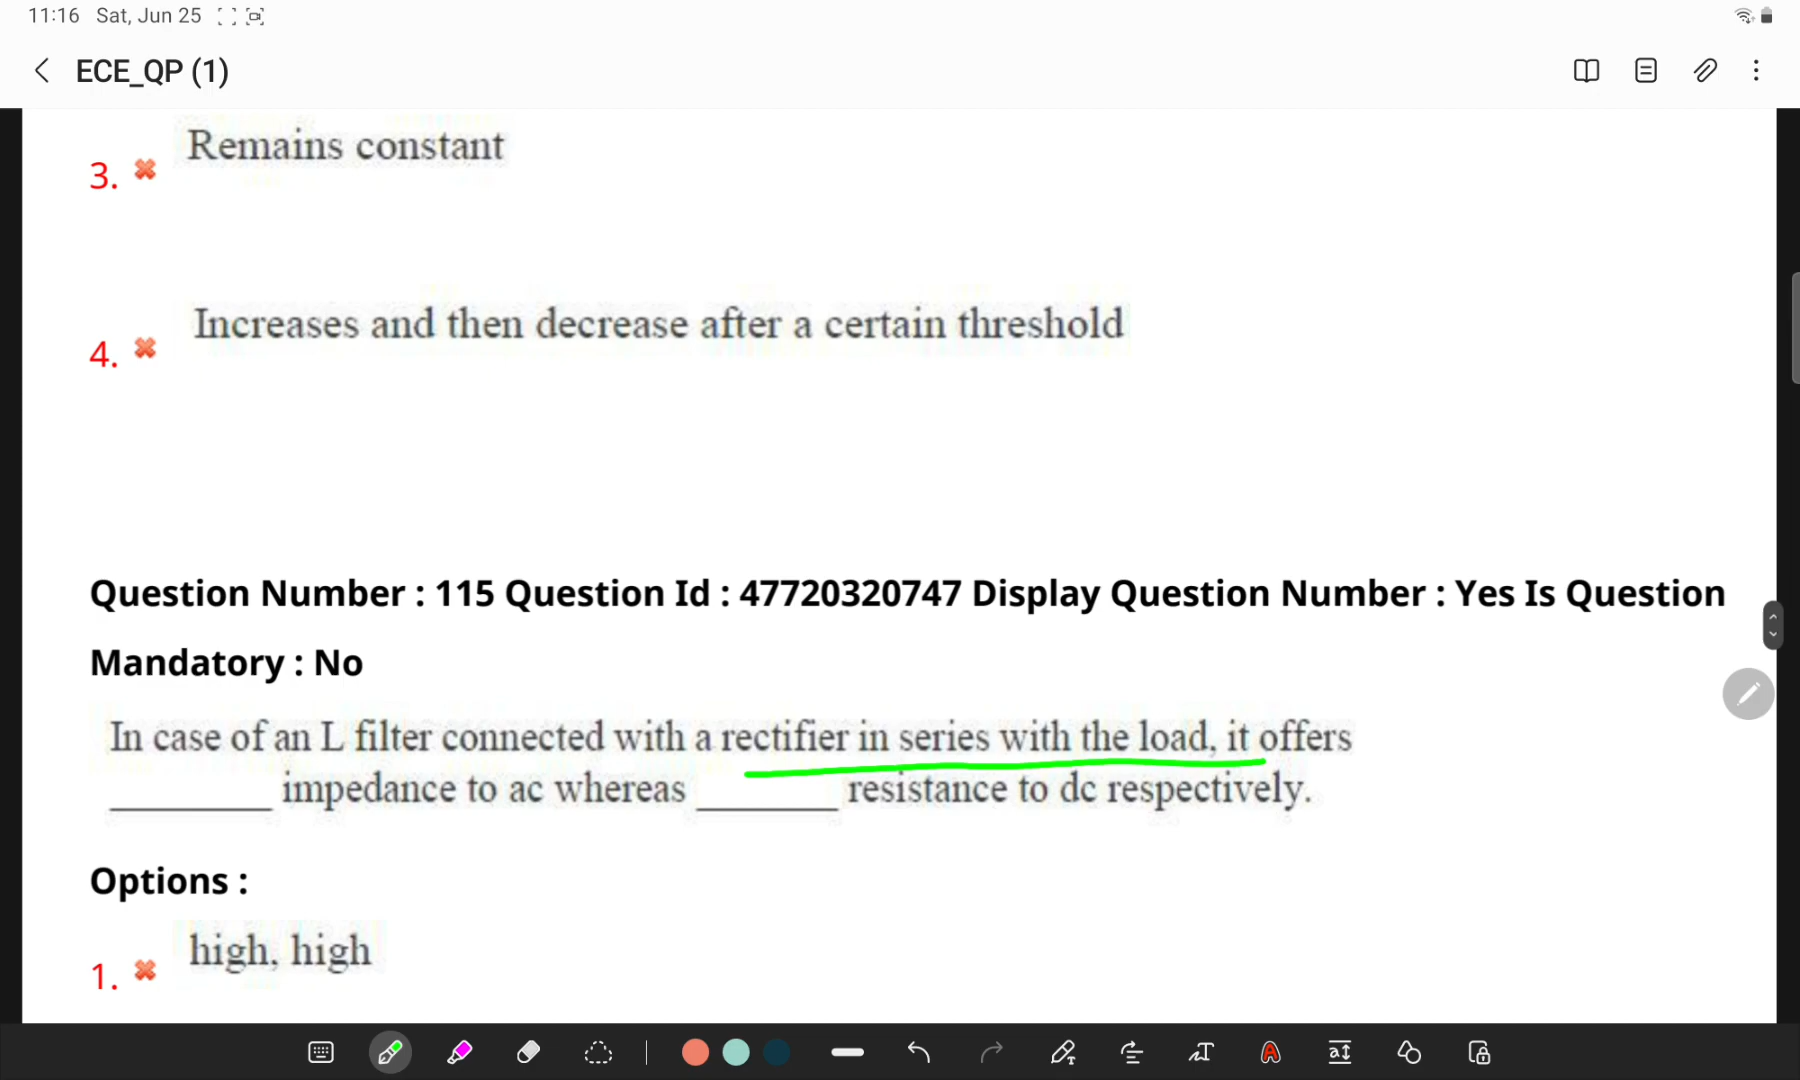 11:16 Sat, Jun 25
ECE_QP (1)
Remains constant
3.
Increases and then decrease after a certain threshold
4.
Question Number : 115 Question Id : 47720320747 Display Question Number : Yes Is Question
Mandatory : No
In case of an L filter connected with a rectifier in series with the load, it offers
________ impedance to ac whereas _______ resistance to dc respectively.
Options :
high, high
1.